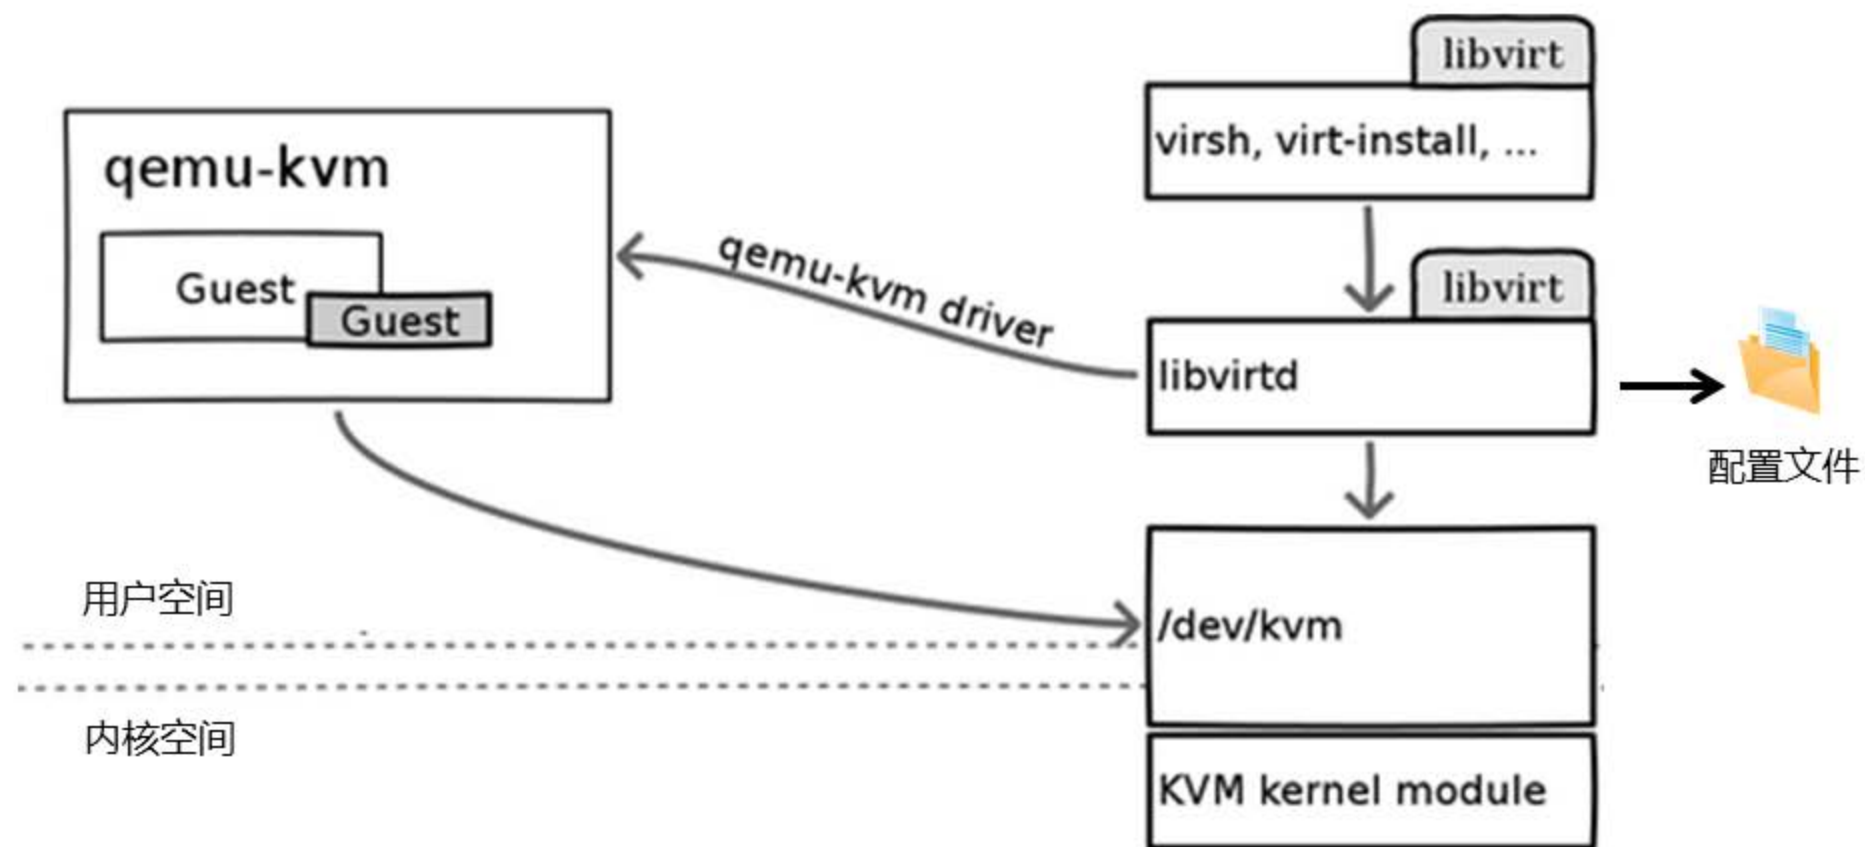 libvirt
virsh, virt-install, ...
qemu-kvm
Guest
Guest
qemu-kvm driver
libvirt
libvirtd
配置文件
用户空间
/dev/kvm
内核空间
KVM kernel module